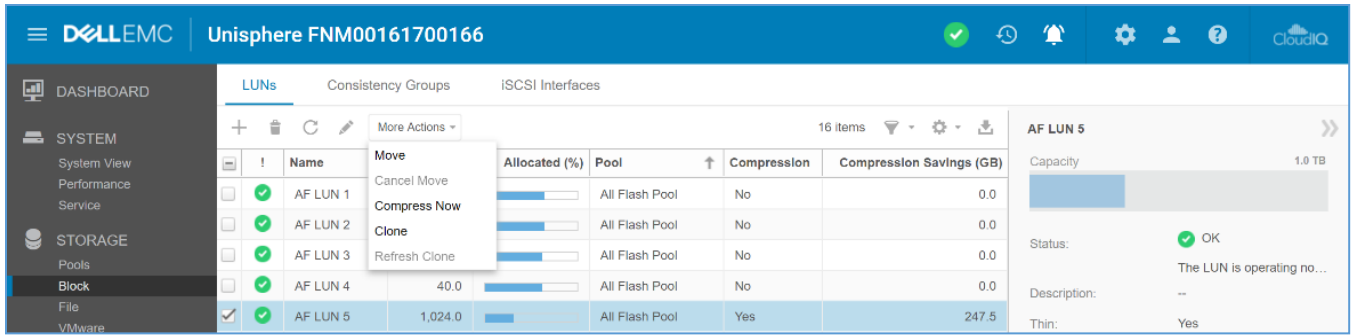 DELLEMC Unisphere FNM00161700166 CloudIQ
DASHBOARD
SYSTEM
System View
Performance
Service
STORAGE
Pools
Block
File
VMware
LUNs Consistency Groups iSCSI Interfaces
More Actions 16 items
Move
Cancel Move
Compress Now
Clone
Refresh Clone
! Name Allocated (%) Pool Compression Compression Savings (GB)
AF LUN 1 All Flash Pool No 0.0
AF LUN 2 All Flash Pool No 0.0
AF LUN 3 All Flash Pool No 0.0
AF LUN 4 40.0 All Flash Pool No 0.0
AF LUN 5 1,024.0 All Flash Pool Yes 247.5
AF LUN 5
Capacity 1.0 TB
Status: OK
The LUN is operating no...
Description: --
Thin: Yes